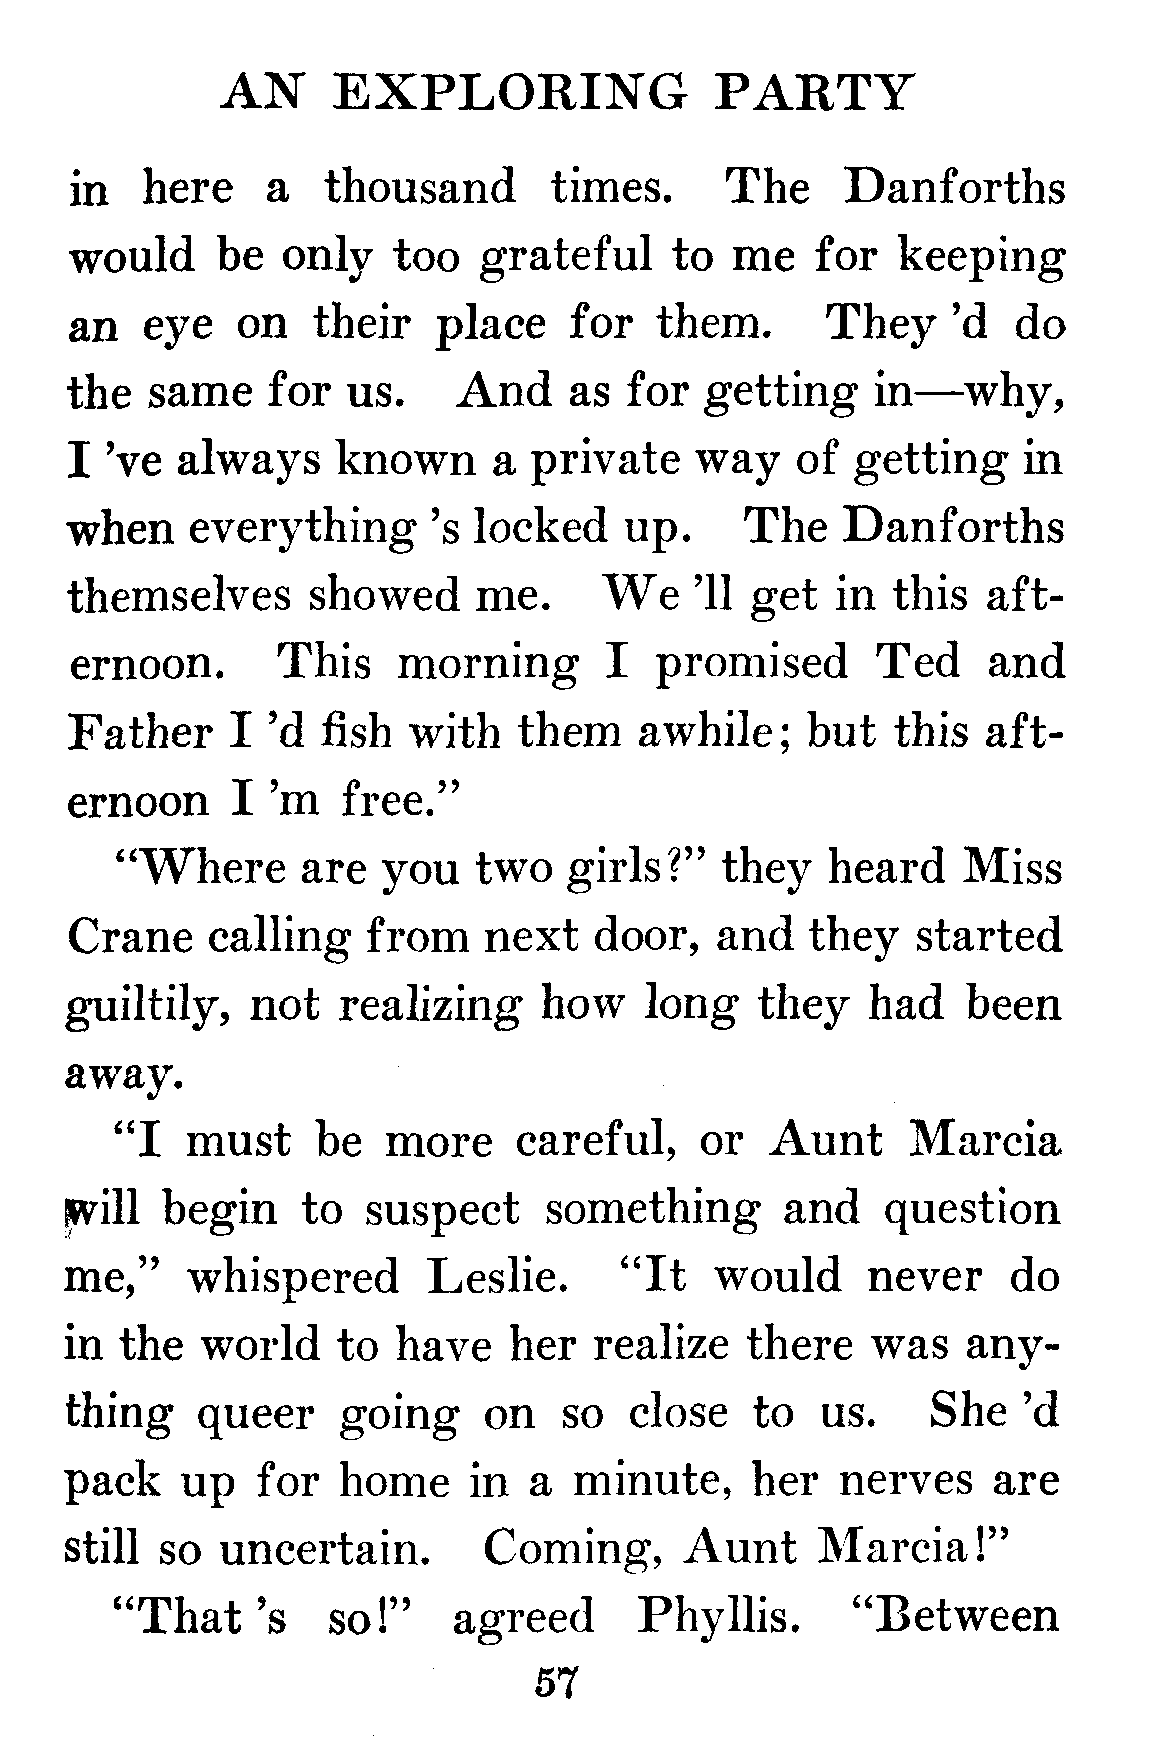 AN EXPLORING PARTY
in here a thousand times. The Danforths
would be only too grateful to me for keeping
an eye on their place for them. They 'd do
the same for us. And as for getting in—why,
I 've always known a private way of getting in
when everything 's locked up. The Danforths
themselves showed me. We 'll get in this aft-
ernoon. This morning I promised Ted and
Father I 'd fish with them awhile; but this aft-
ernoon I 'm free."
"Where are you two girls?" they heard Miss
Crane calling from next door, and they started
guiltily, not realizing how long they had been
away.
"I must be more careful, or Aunt Marcia
will begin to suspect something and question
me," whispered Leslie. "It would never do
in the world to have her realize there was any-
thing queer going on so close to us. She 'd
pack up for home in a minute, her nerves are
still so uncertain. Coming, Aunt Marcia!"
"That 's so!" agreed Phyllis. "Between
57